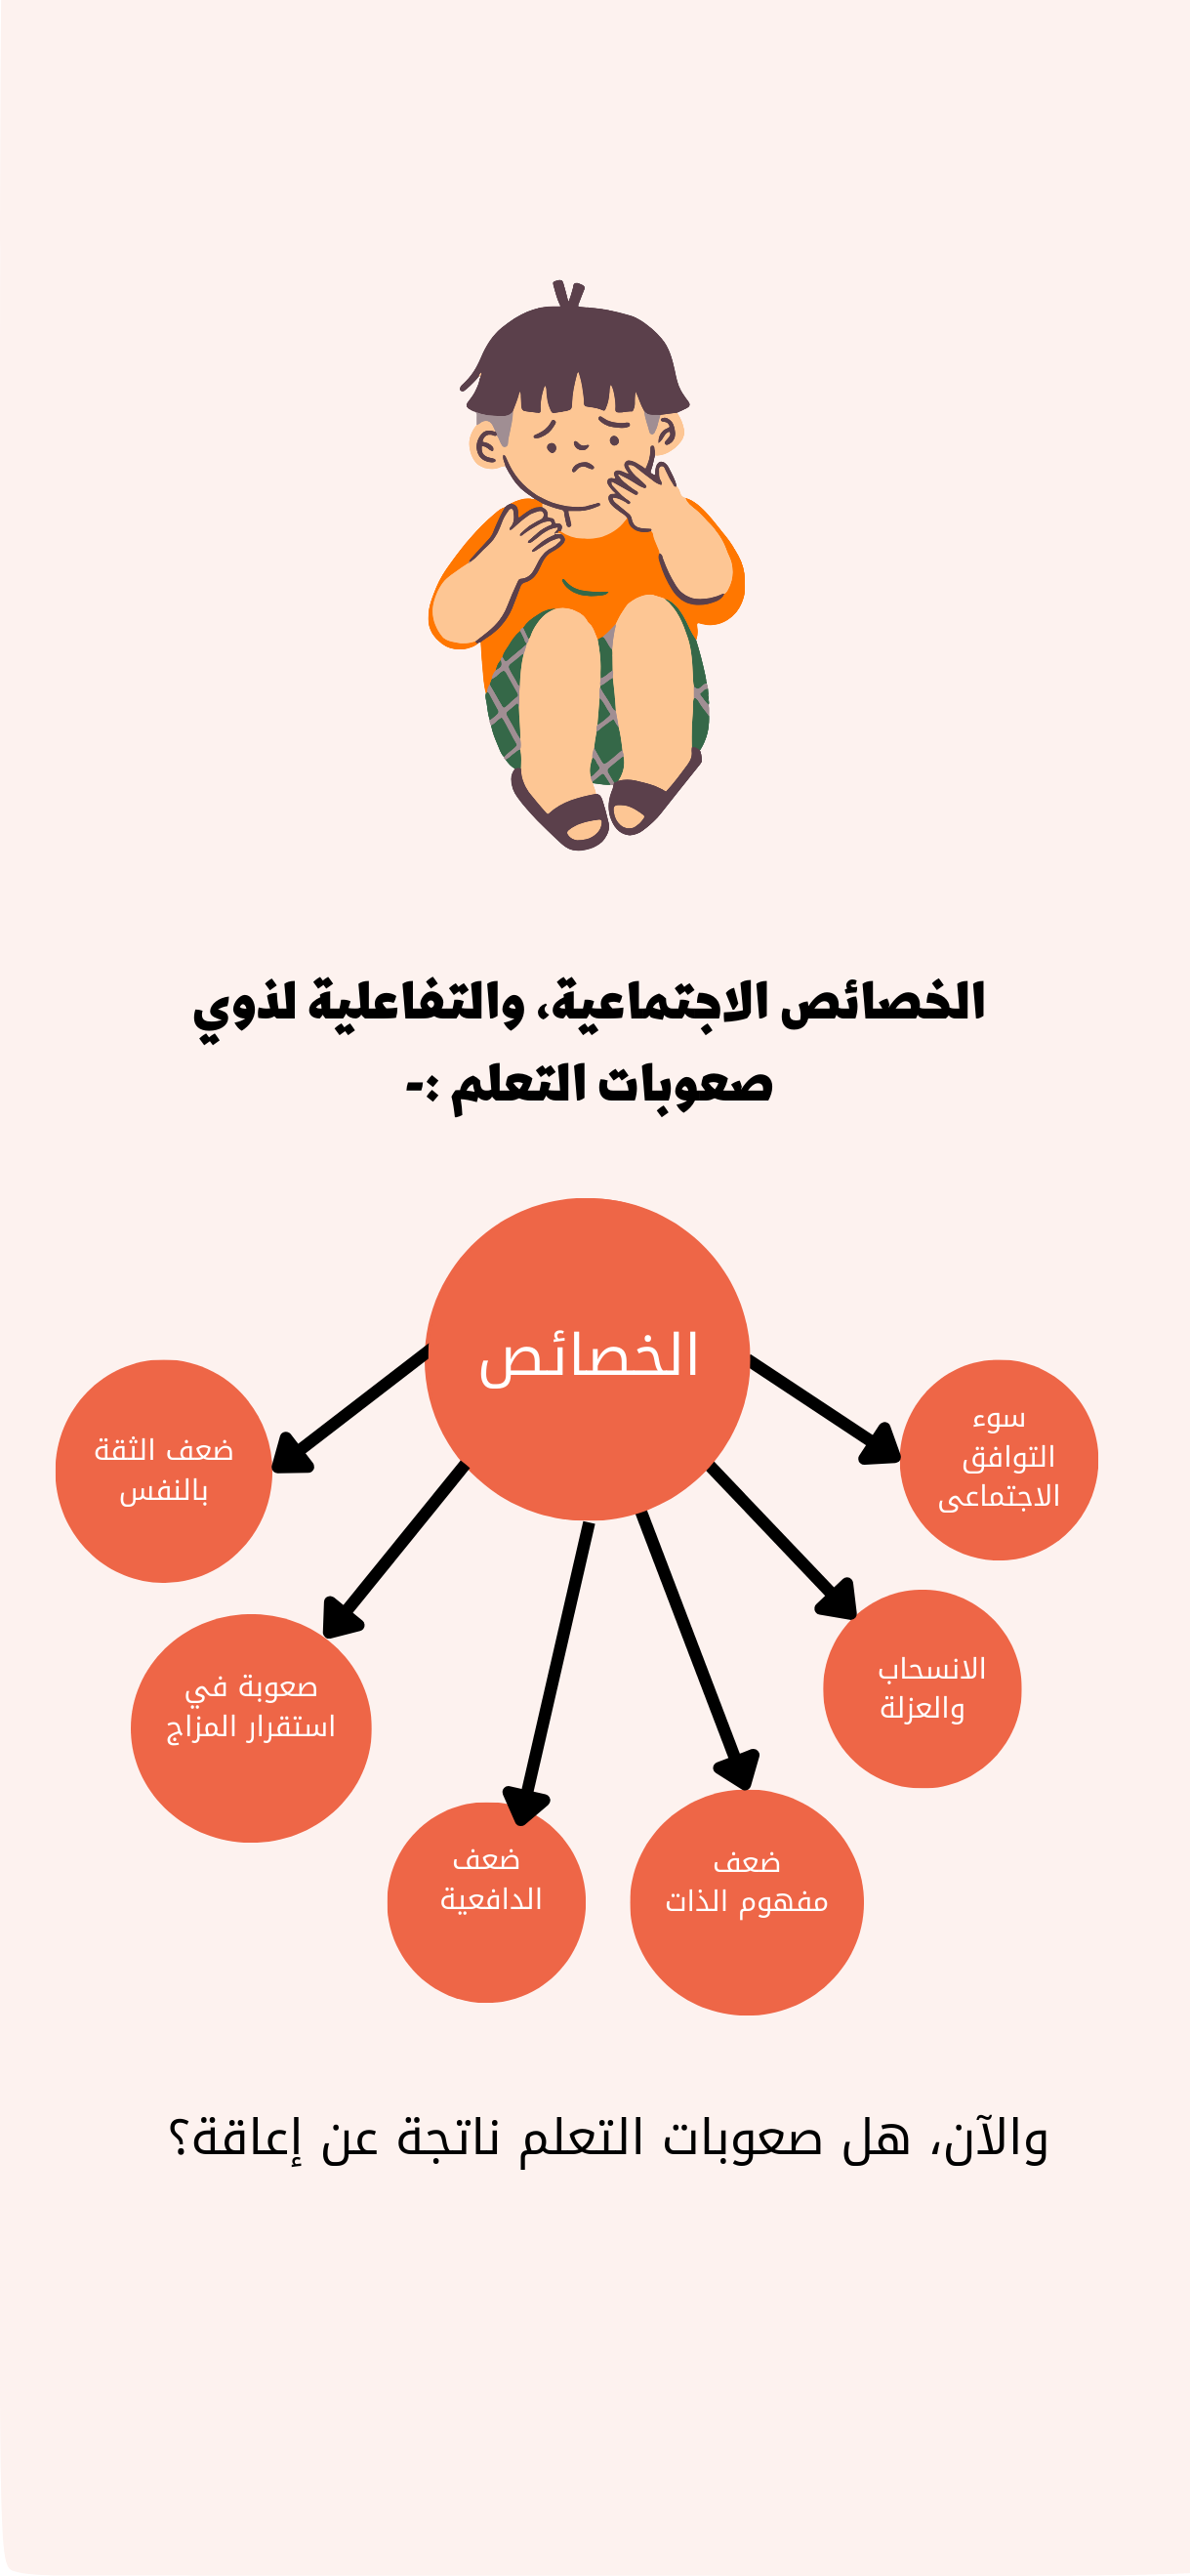 الخصائص الاجتماعية، والتفاعلية لذوي
صعوبات التعلم :-
الخصائص
سوء
التوافق
الاجتماعى
الانسحاب
والعزلة
ضعف
مفهوم الذات
ضعف
الدافعية
صعوبة في
استقرار المزاج
ضعف الثقة
بالنفس
والآن، هل صعوبات التعلم ناتجة عن إعاقة؟